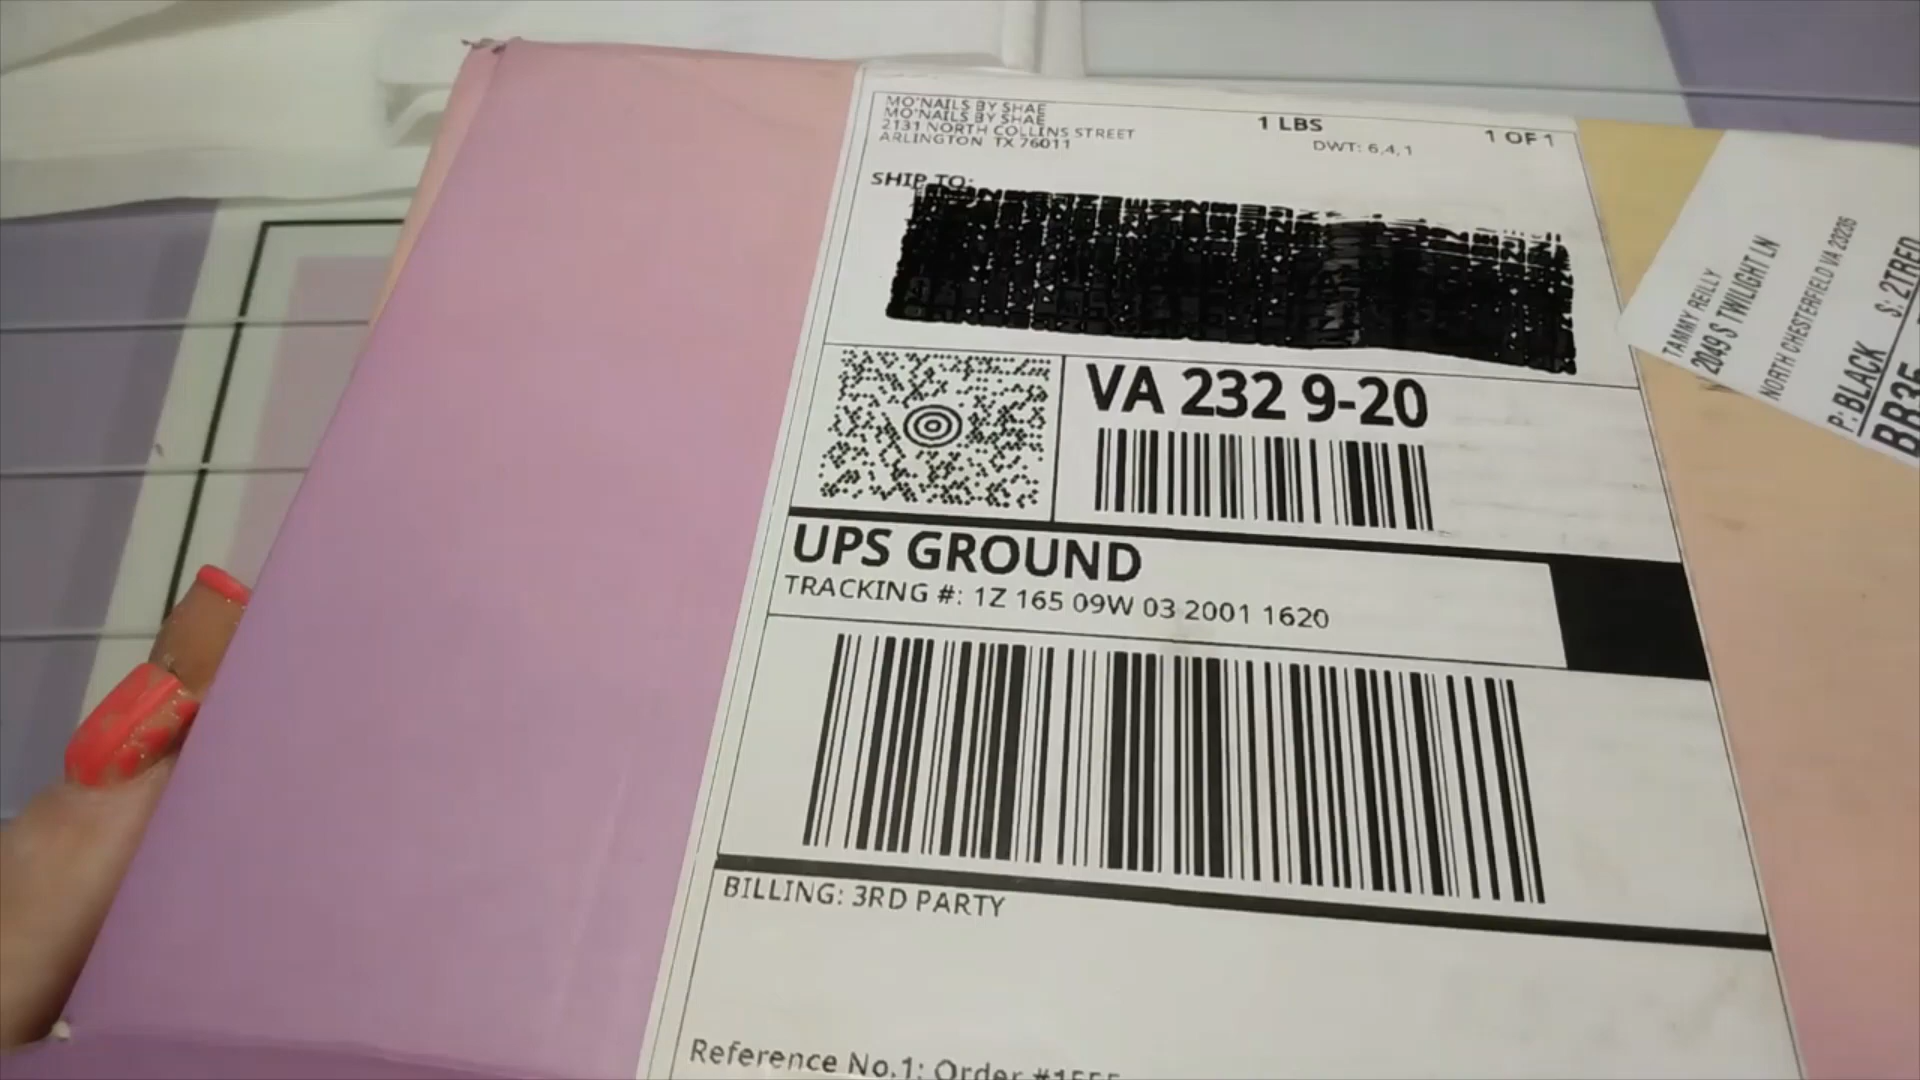 MO'NAILS BY SHAE
MO'NAILS BY SHAE
2131 NORTH COLLINS STREET
ARLINGTON TX 76011
1 LBS
1 OF 1
DWT: 6,4,1
SHIP TO:
VA 232 9-20
UPS GROUND
TRACKING #: 1Z 165 09W 03 2001 1620
BILLING: 3RD PARTY
Reference No.1: Order
TAMMY REILLY
2049 S TWILIGHT LN
NORTH CHESTERFIELD VA 23235
P: BLACK S: 2TRED
BB35